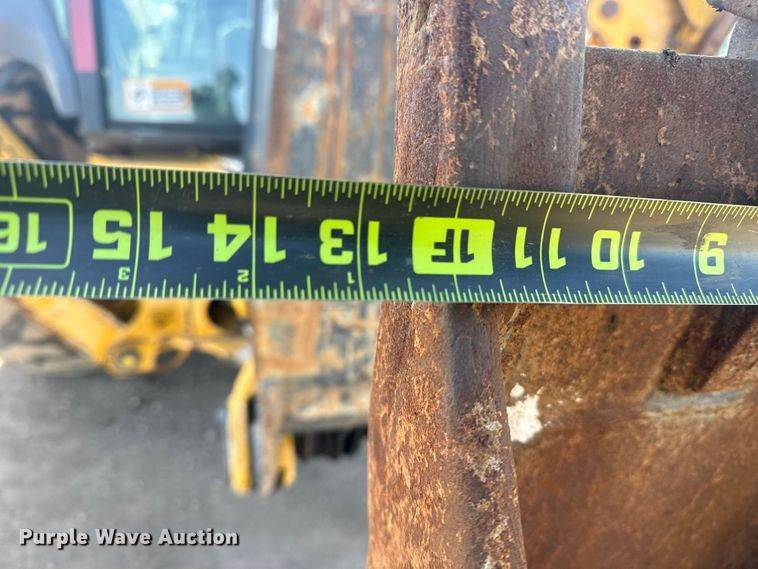 16 15 14 13 1F 11 10 9
3 2 1
Purple Wave Auction